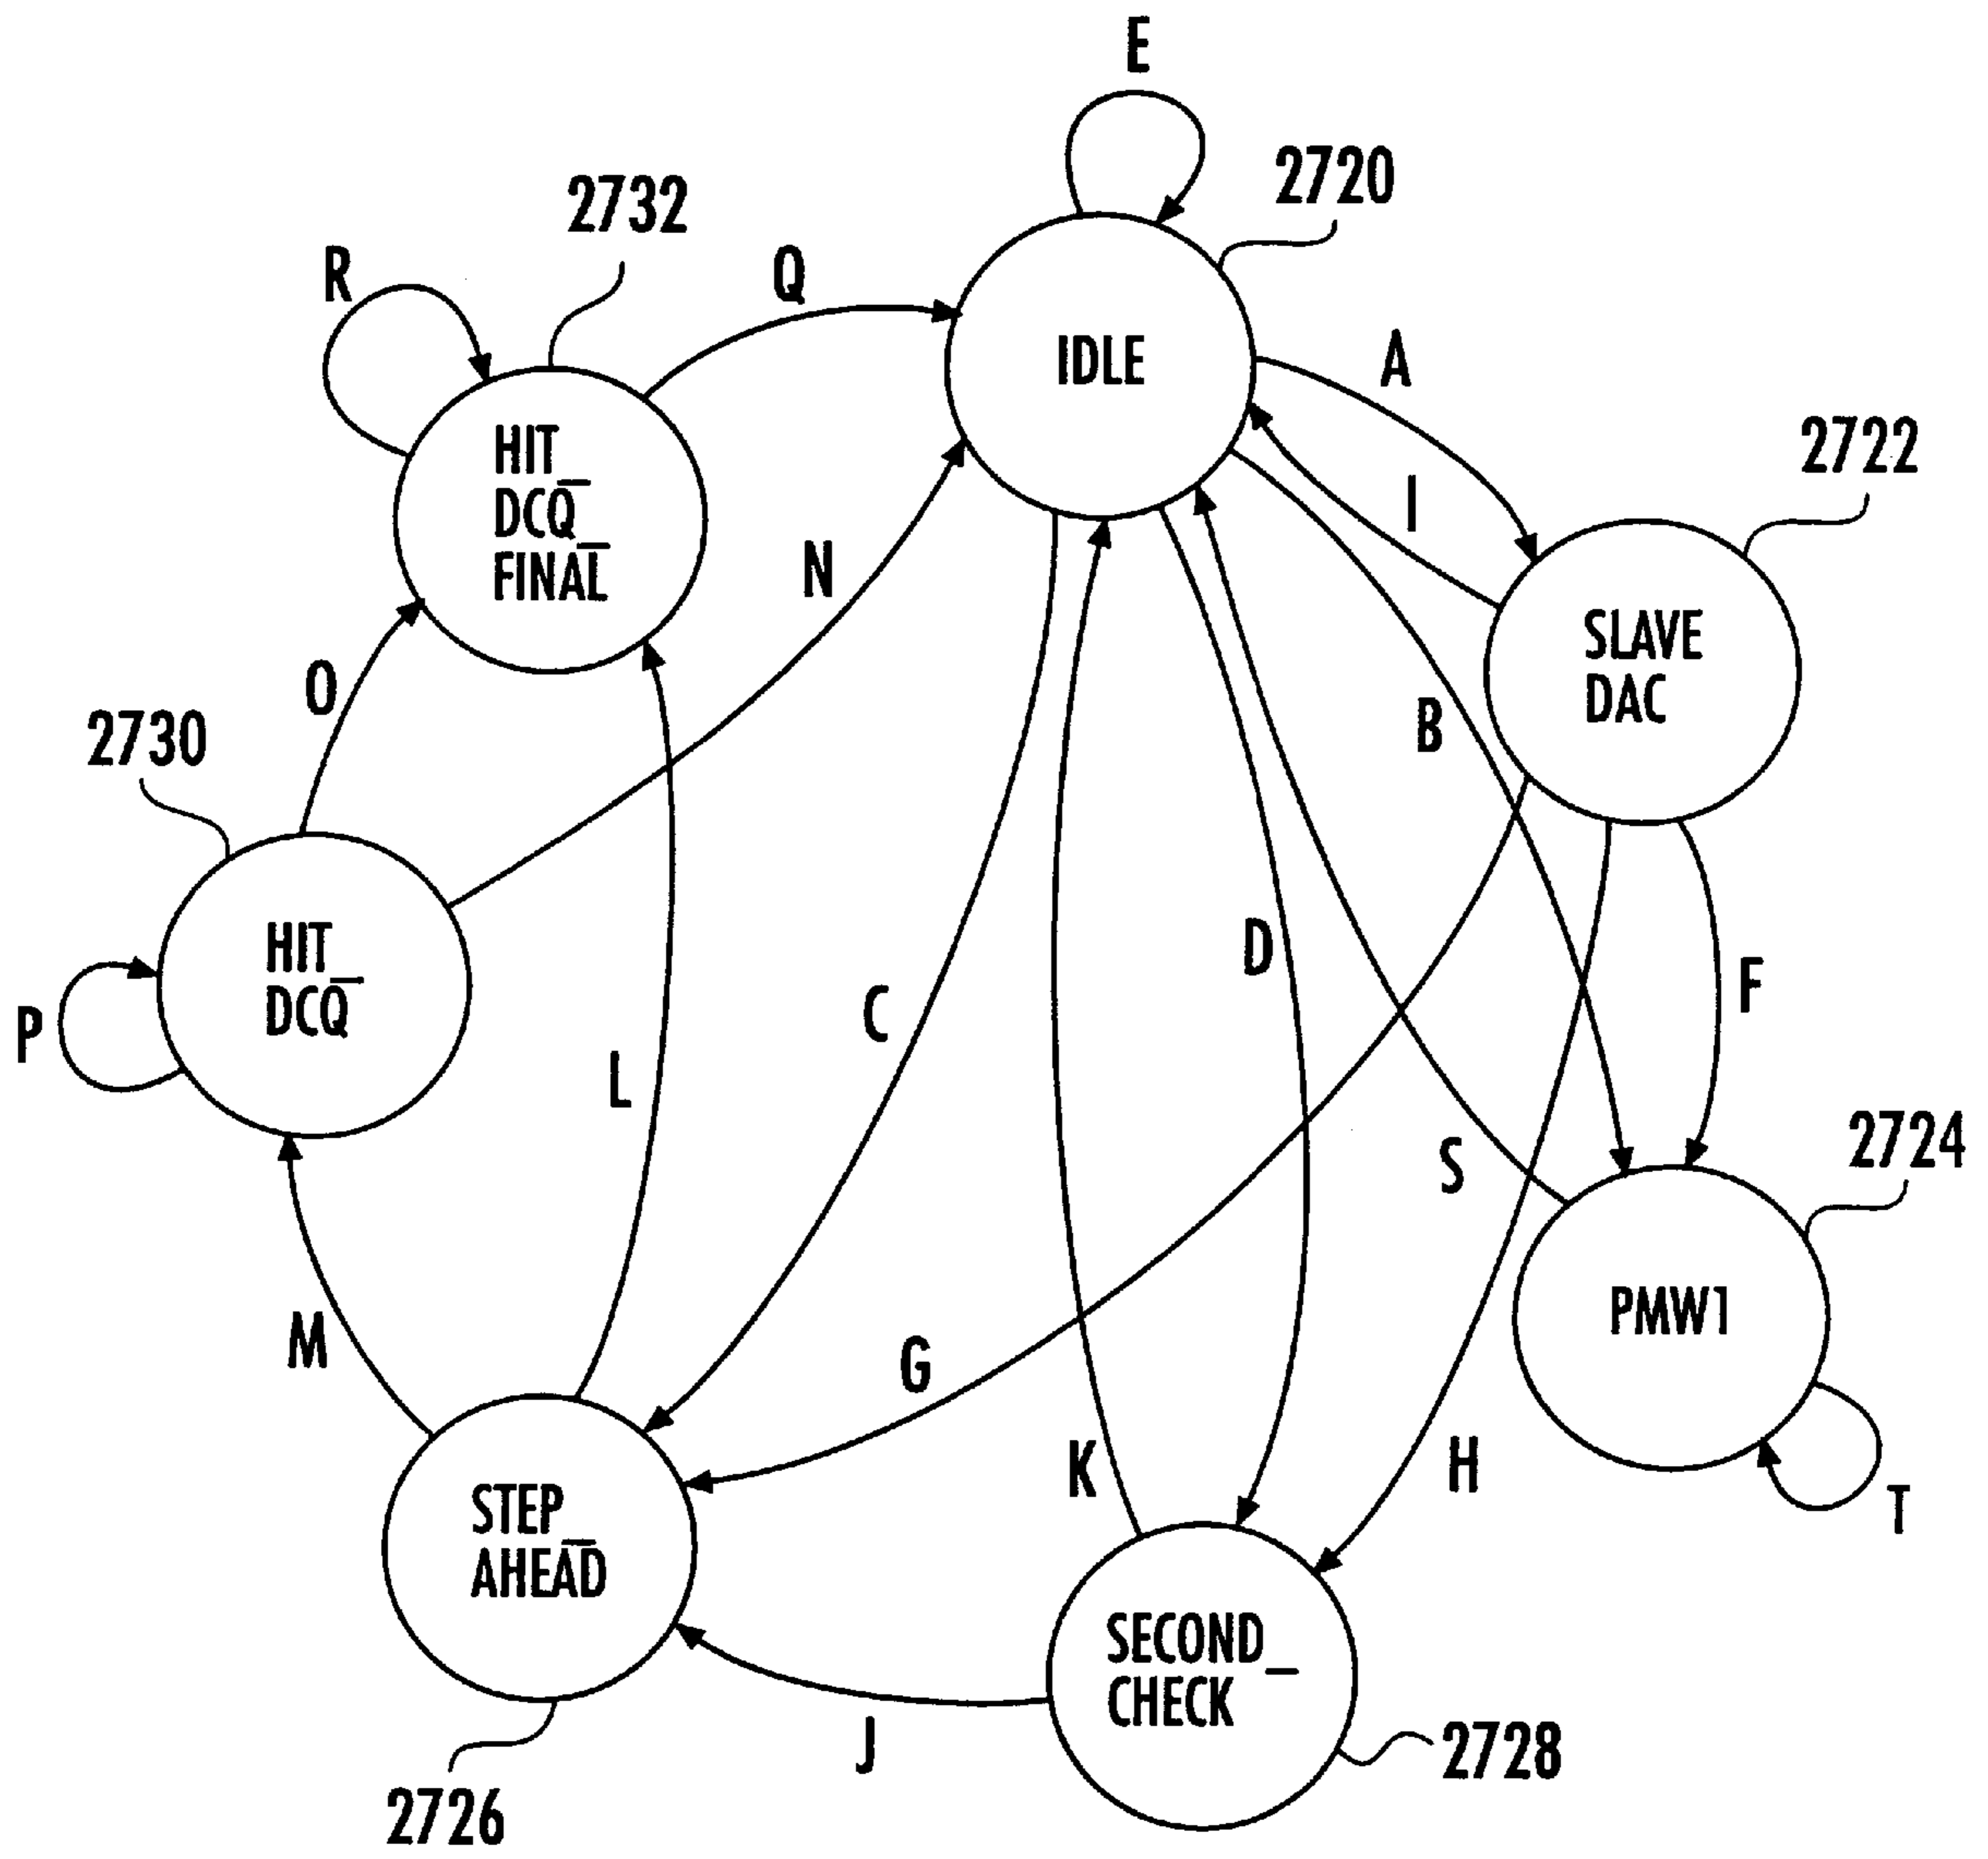 E
2720
2732
R
Q
IDLE
A
2722
HIT_
DCQ_
FINAL
I
N
SLAVE
DAC
O
B
2730
HIT_
DCQ
D
F
C
P
L
2724
S
PMW1
M
G
K
H
T
STEP_
AHEAD
SECOND_
CHECK
J
2728
2726